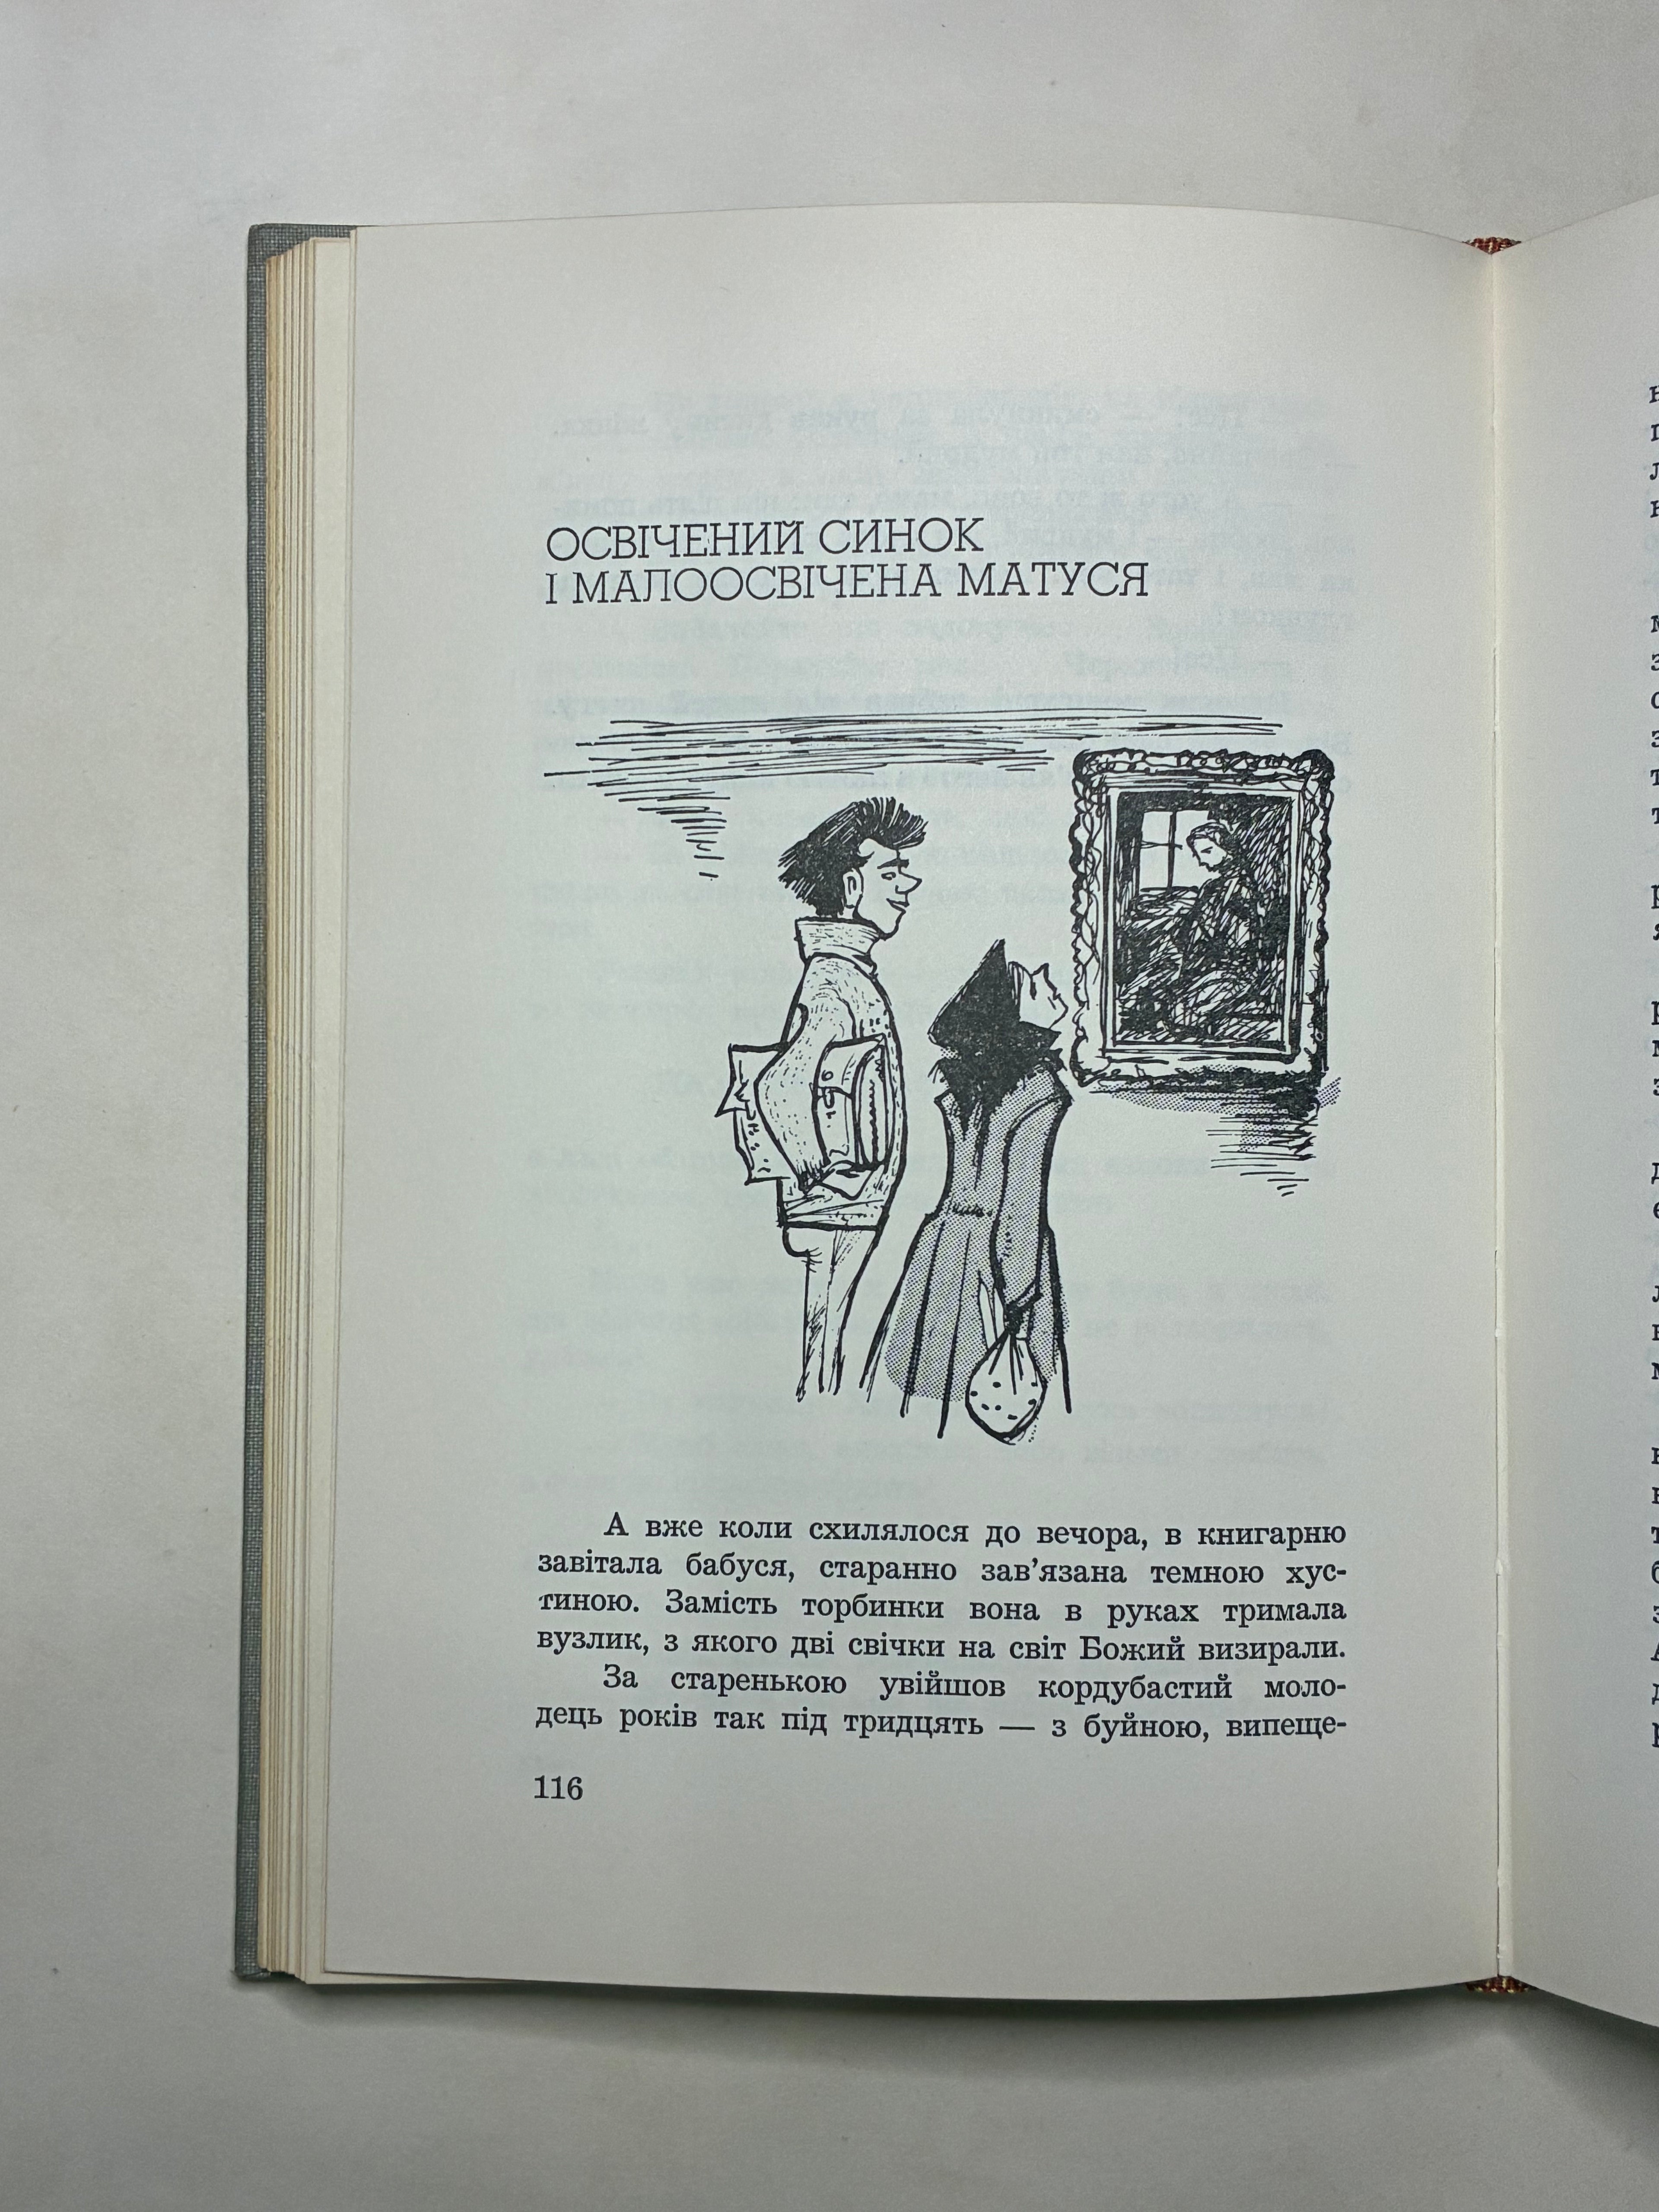 ОСВІЧЕНИЙ СИНОК
І МАЛООСВІЧЕНА МАТУСЯ
А вже коли схилялося до вечора, в книгарню
завітала бабуся, старанно зав’язана темною хус-
тиною. Замість торбинки вона в руках тримала
вузлик, з якого дві свічки на світ Божий визирали.
За старенькою увійшов кордубастий моло-
дець років так під тридцять — з буйною, випеще-
116